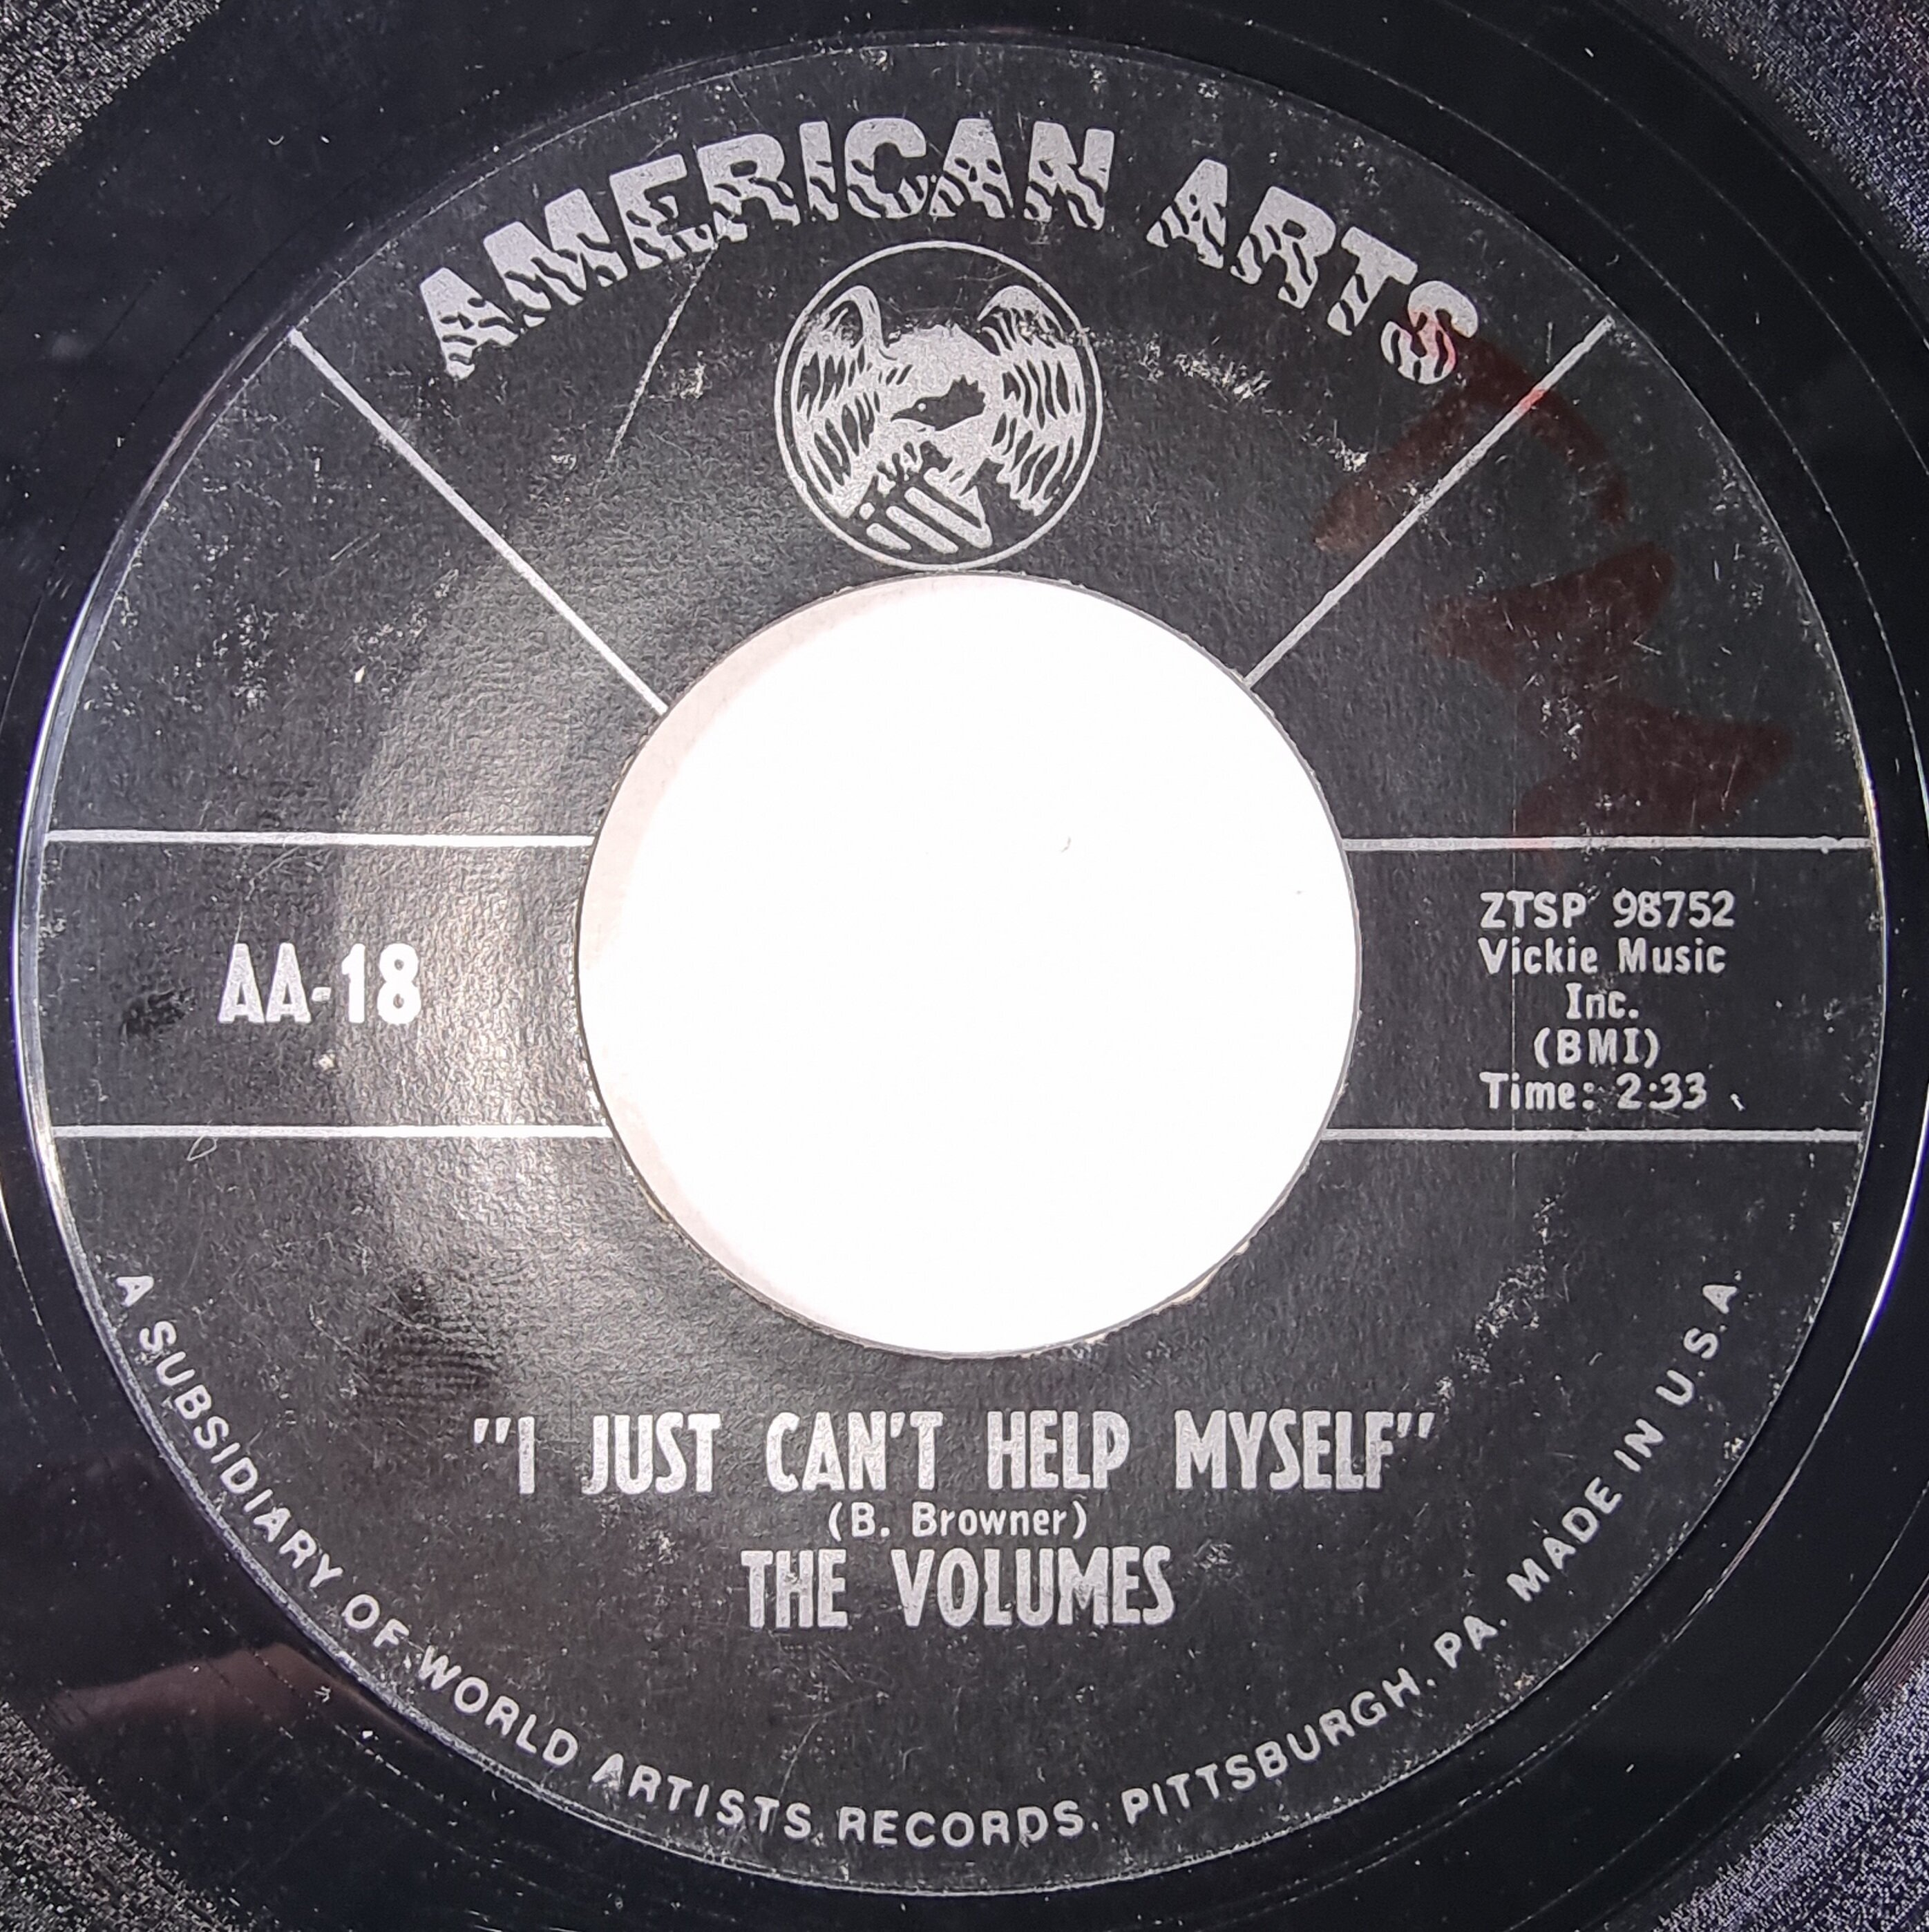 AMERICAN ARTS
AA-18
ZTSP 98752
Vickie Music
Inc.
(BMI)
Time: 2:33
"I JUST CAN'T HELP MYSELF"
(B. Browner)
THE VOLUMES
A SUBSIDIARY OF WORLD ARTISTS RECORDS, PITTSBURGH, PA. MADE IN U.S.A.